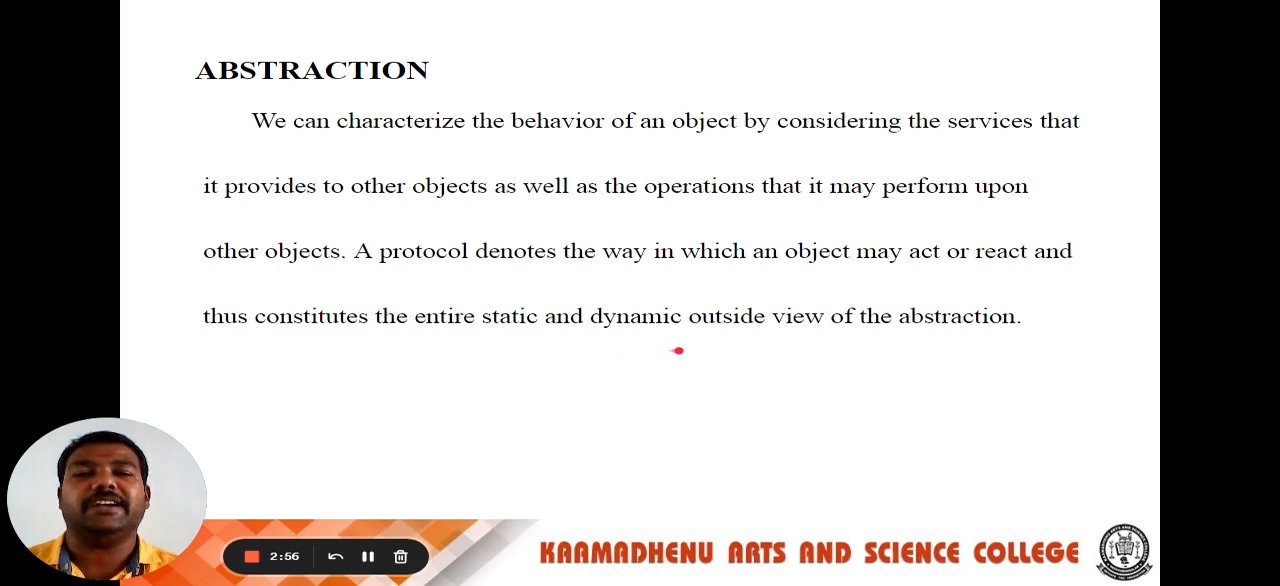 ABSTRACTION
We can characterize the behavior of an object by considering the services that
it provides to other objects as well as the operations that it may perform upon
other objects. A protocol denotes the way in which an object may act or react and
thus constitutes the entire static and dynamic outside view of the abstraction.
2:56
KAAMADHENU ARTS AND SCIENCE COLLEGE